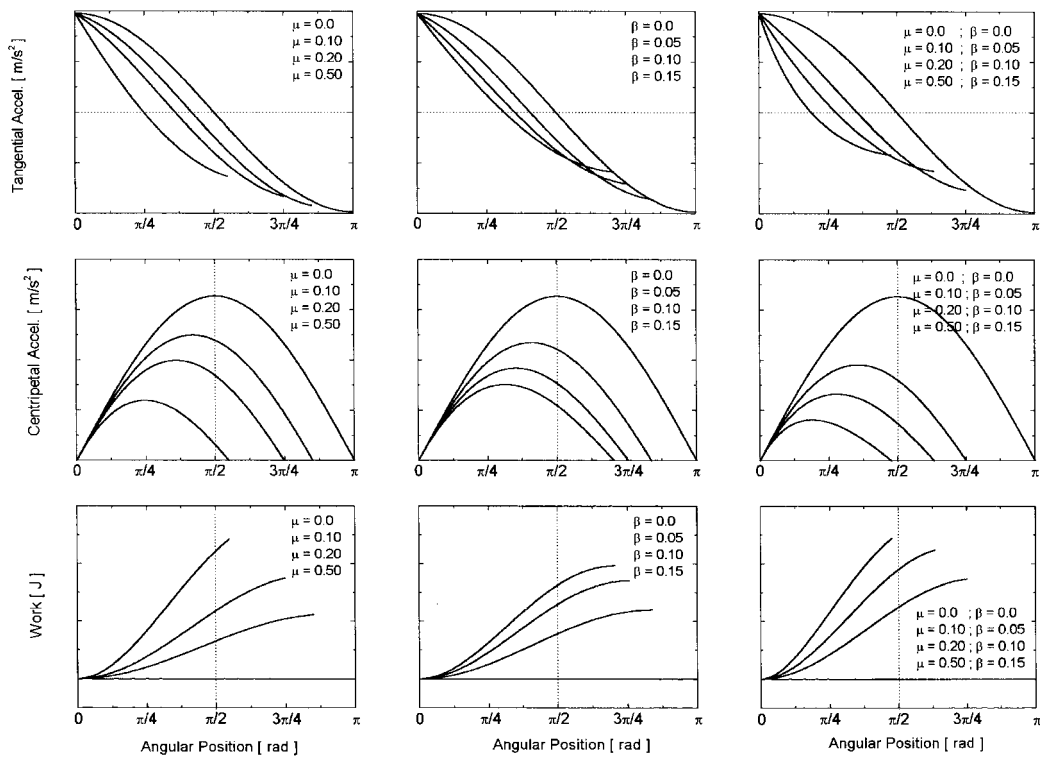 Tangential Accel. [ m/s² ]
μ = 0.0
μ = 0.10
μ = 0.20
μ = 0.50
0 π/4 π/2 3π/4 π
β = 0.0
β = 0.05
β = 0.10
β = 0.15
0 π/4 π/2 3π/4 π
μ = 0.0 ; β = 0.0
μ = 0.10 ; β = 0.05
μ = 0.20 ; β = 0.10
μ = 0.50 ; β = 0.15
0 π/4 π/2 3π/4 π
Centripetal Accel. [ m/s² ]
μ = 0.0
μ = 0.10
μ = 0.20
μ = 0.50
0 π/4 π/2 3π/4 π
β = 0.0
β = 0.05
β = 0.10
β = 0.15
0 π/4 π/2 3π/4 π
μ = 0.0 ; β = 0.0
μ = 0.10 ; β = 0.05
μ = 0.20 ; β = 0.10
μ = 0.50 ; β = 0.15
0 π/4 π/2 3π/4 π
Work [ J ]
μ = 0.0
μ = 0.10
μ = 0.20
μ = 0.50
0 π/4 π/2 3π/4 π
Angular Position [ rad ]
β = 0.0
β = 0.05
β = 0.10
β = 0.15
0 π/4 π/2 3π/4 π
Angular Position [ rad ]
μ = 0.0 ; β = 0.0
μ = 0.10 ; β = 0.05
μ = 0.20 ; β = 0.10
μ = 0.50 ; β = 0.15
0 π/4 π/2 3π/4 π
Angular Position [ rad ]